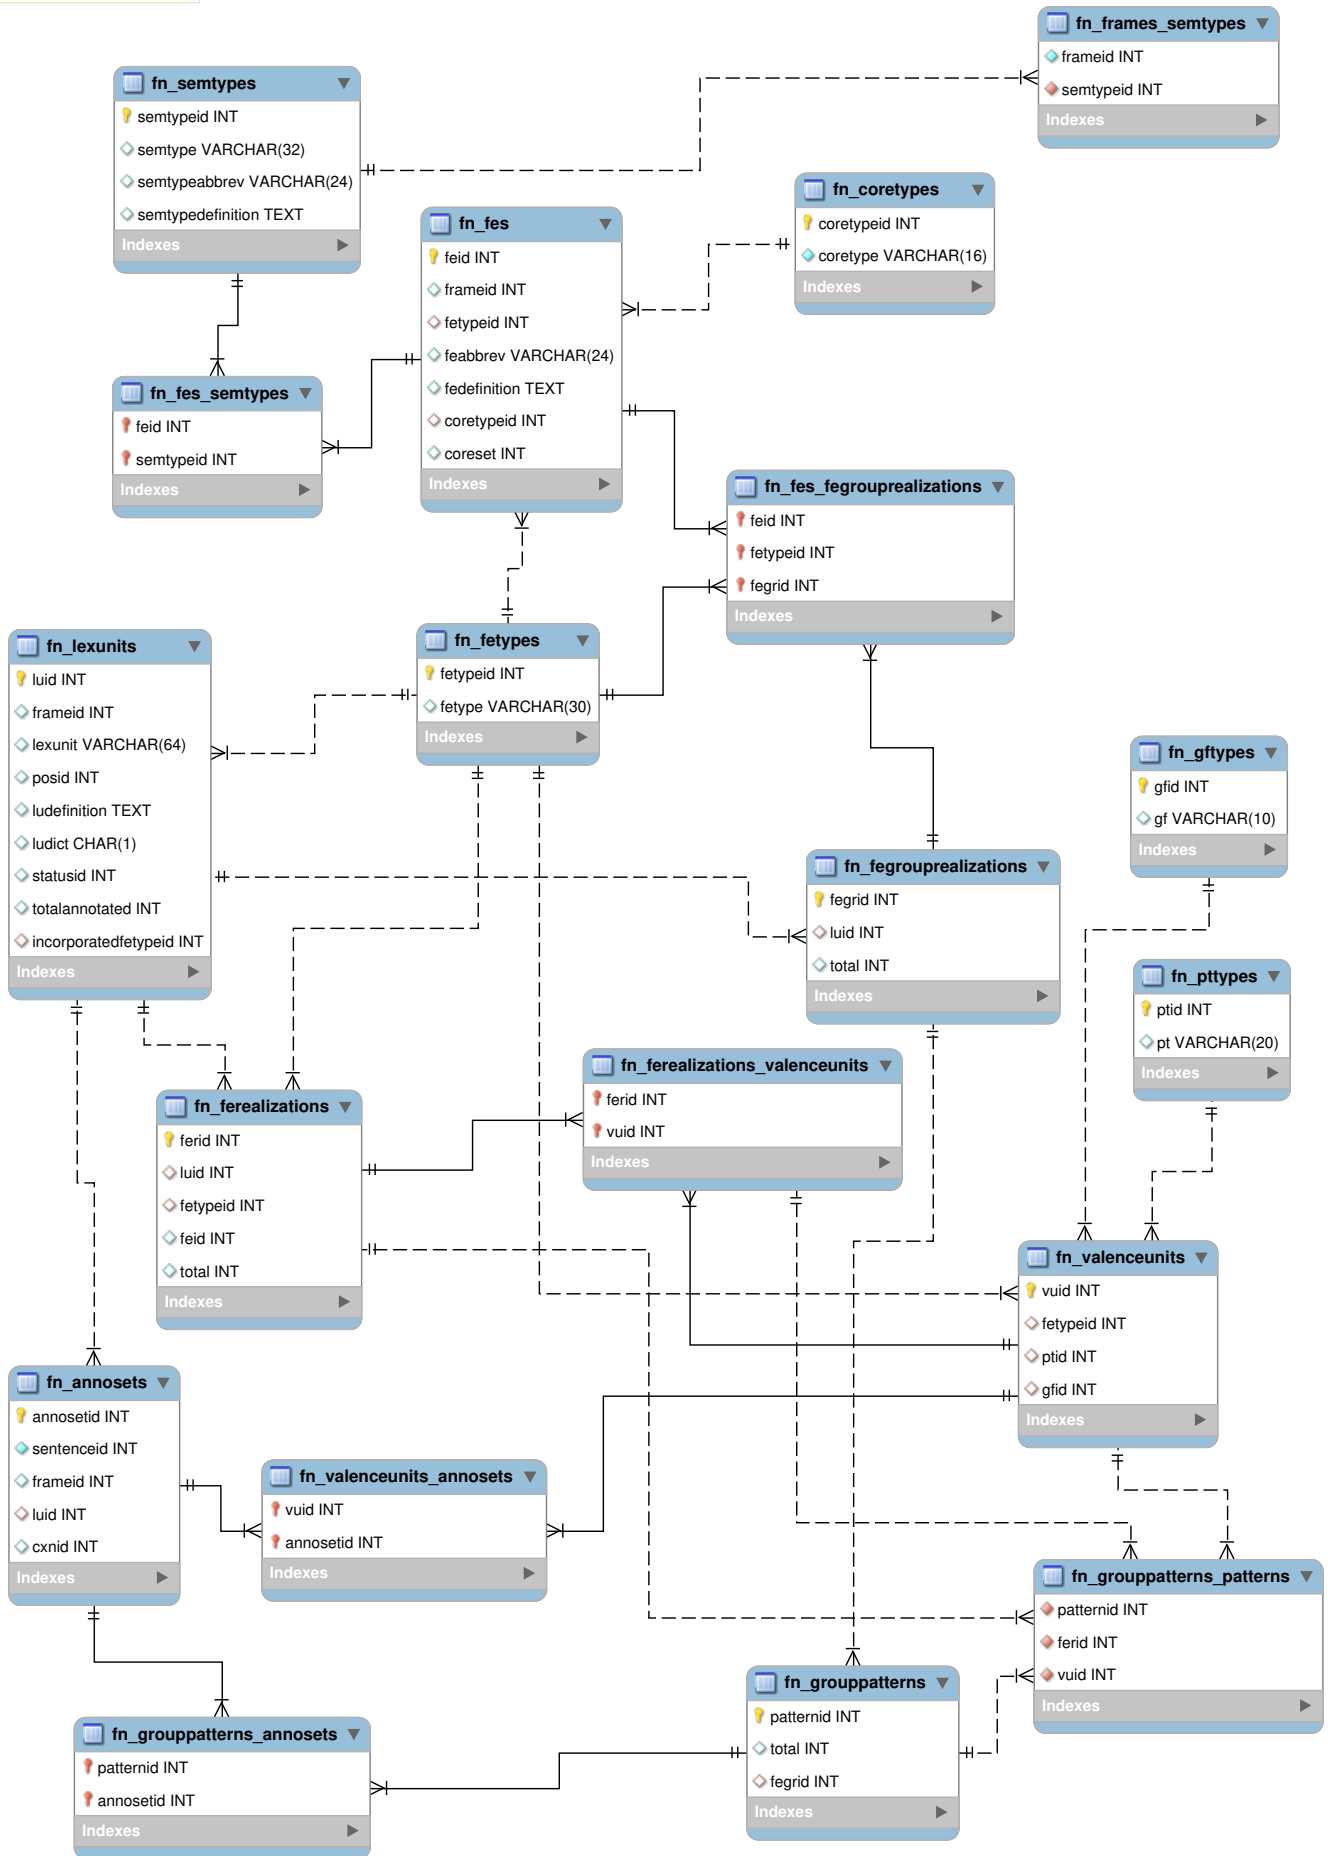 fn_frames_semtypes
frameid INT
semtypeid INT
Indexes
fn_semtypes
semtypeid INT
semtype VARCHAR(32)
semtypeabbrev VARCHAR(24)
semtypedefinition TEXT
Indexes
fn_coretypes
coretypeid INT
coretype VARCHAR(16)
Indexes
fn_fes
feid INT
frameid INT
fetypeid INT
feabbrev VARCHAR(24)
fedefinition TEXT
coretypeid INT
coreset INT
Indexes
fn_fes_semtypes
feid INT
semtypeid INT
Indexes
fn_fes_fegrouprealizations
feid INT
fetypeid INT
fegrid INT
Indexes
fn_lexunits
luid INT
frameid INT
lexunit VARCHAR(64)
posid INT
ludefinition TEXT
ludict CHAR(1)
statusid INT
totalannotated INT
incorporatedfetypeid INT
Indexes
fn_fetypes
fetypeid INT
fetype VARCHAR(30)
Indexes
fn_gftypes
gfid INT
gf VARCHAR(10)
Indexes
fn_fegrouprealizations
fegrid INT
luid INT
total INT
Indexes
fn_pttypes
ptid INT
pt VARCHAR(20)
Indexes
fn_ferealizations_valenceunits
ferid INT
vuid INT
Indexes
fn_ferealizations
ferid INT
luid INT
fetypeid INT
feid INT
total INT
Indexes
fn_valenceunits
vuid INT
fetypeid INT
ptid INT
gfid INT
Indexes
fn_annosets
annosetid INT
sentenceid INT
frameid INT
luid INT
cxnid INT
Indexes
fn_valenceunits_annosets
vuid INT
annosetid INT
Indexes
fn_grouppatterns_patterns
patternid INT
ferid INT
vuid INT
Indexes
fn_grouppatterns
patternid INT
total INT
fegrid INT
Indexes
fn_grouppatterns_annosets
patternid INT
annosetid INT
Indexes